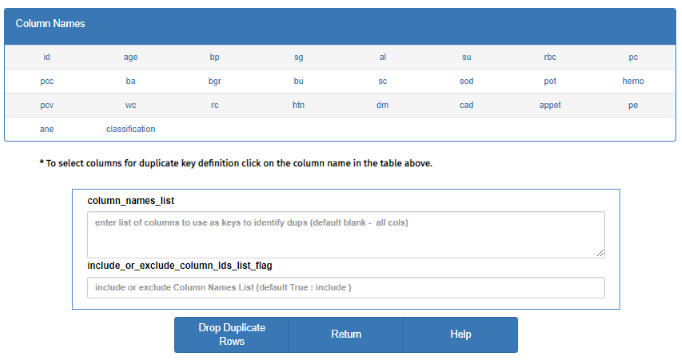 Column Names
id age bp sg al su rbc pc
pcc ba bgr bu sc sod pot hemo
pcv wc rc htn dm cad appet pe
ane classification
* To select columns for duplicate key definition click on the column name in the table above.
column_names_list
enter list of columns to use as keys to identify dups (default blank - all cols)
include_or_exclude_column_lds_list_flag
include or exclude Column Names List (default True : include )
Drop Duplicate
Rows
Return
Help